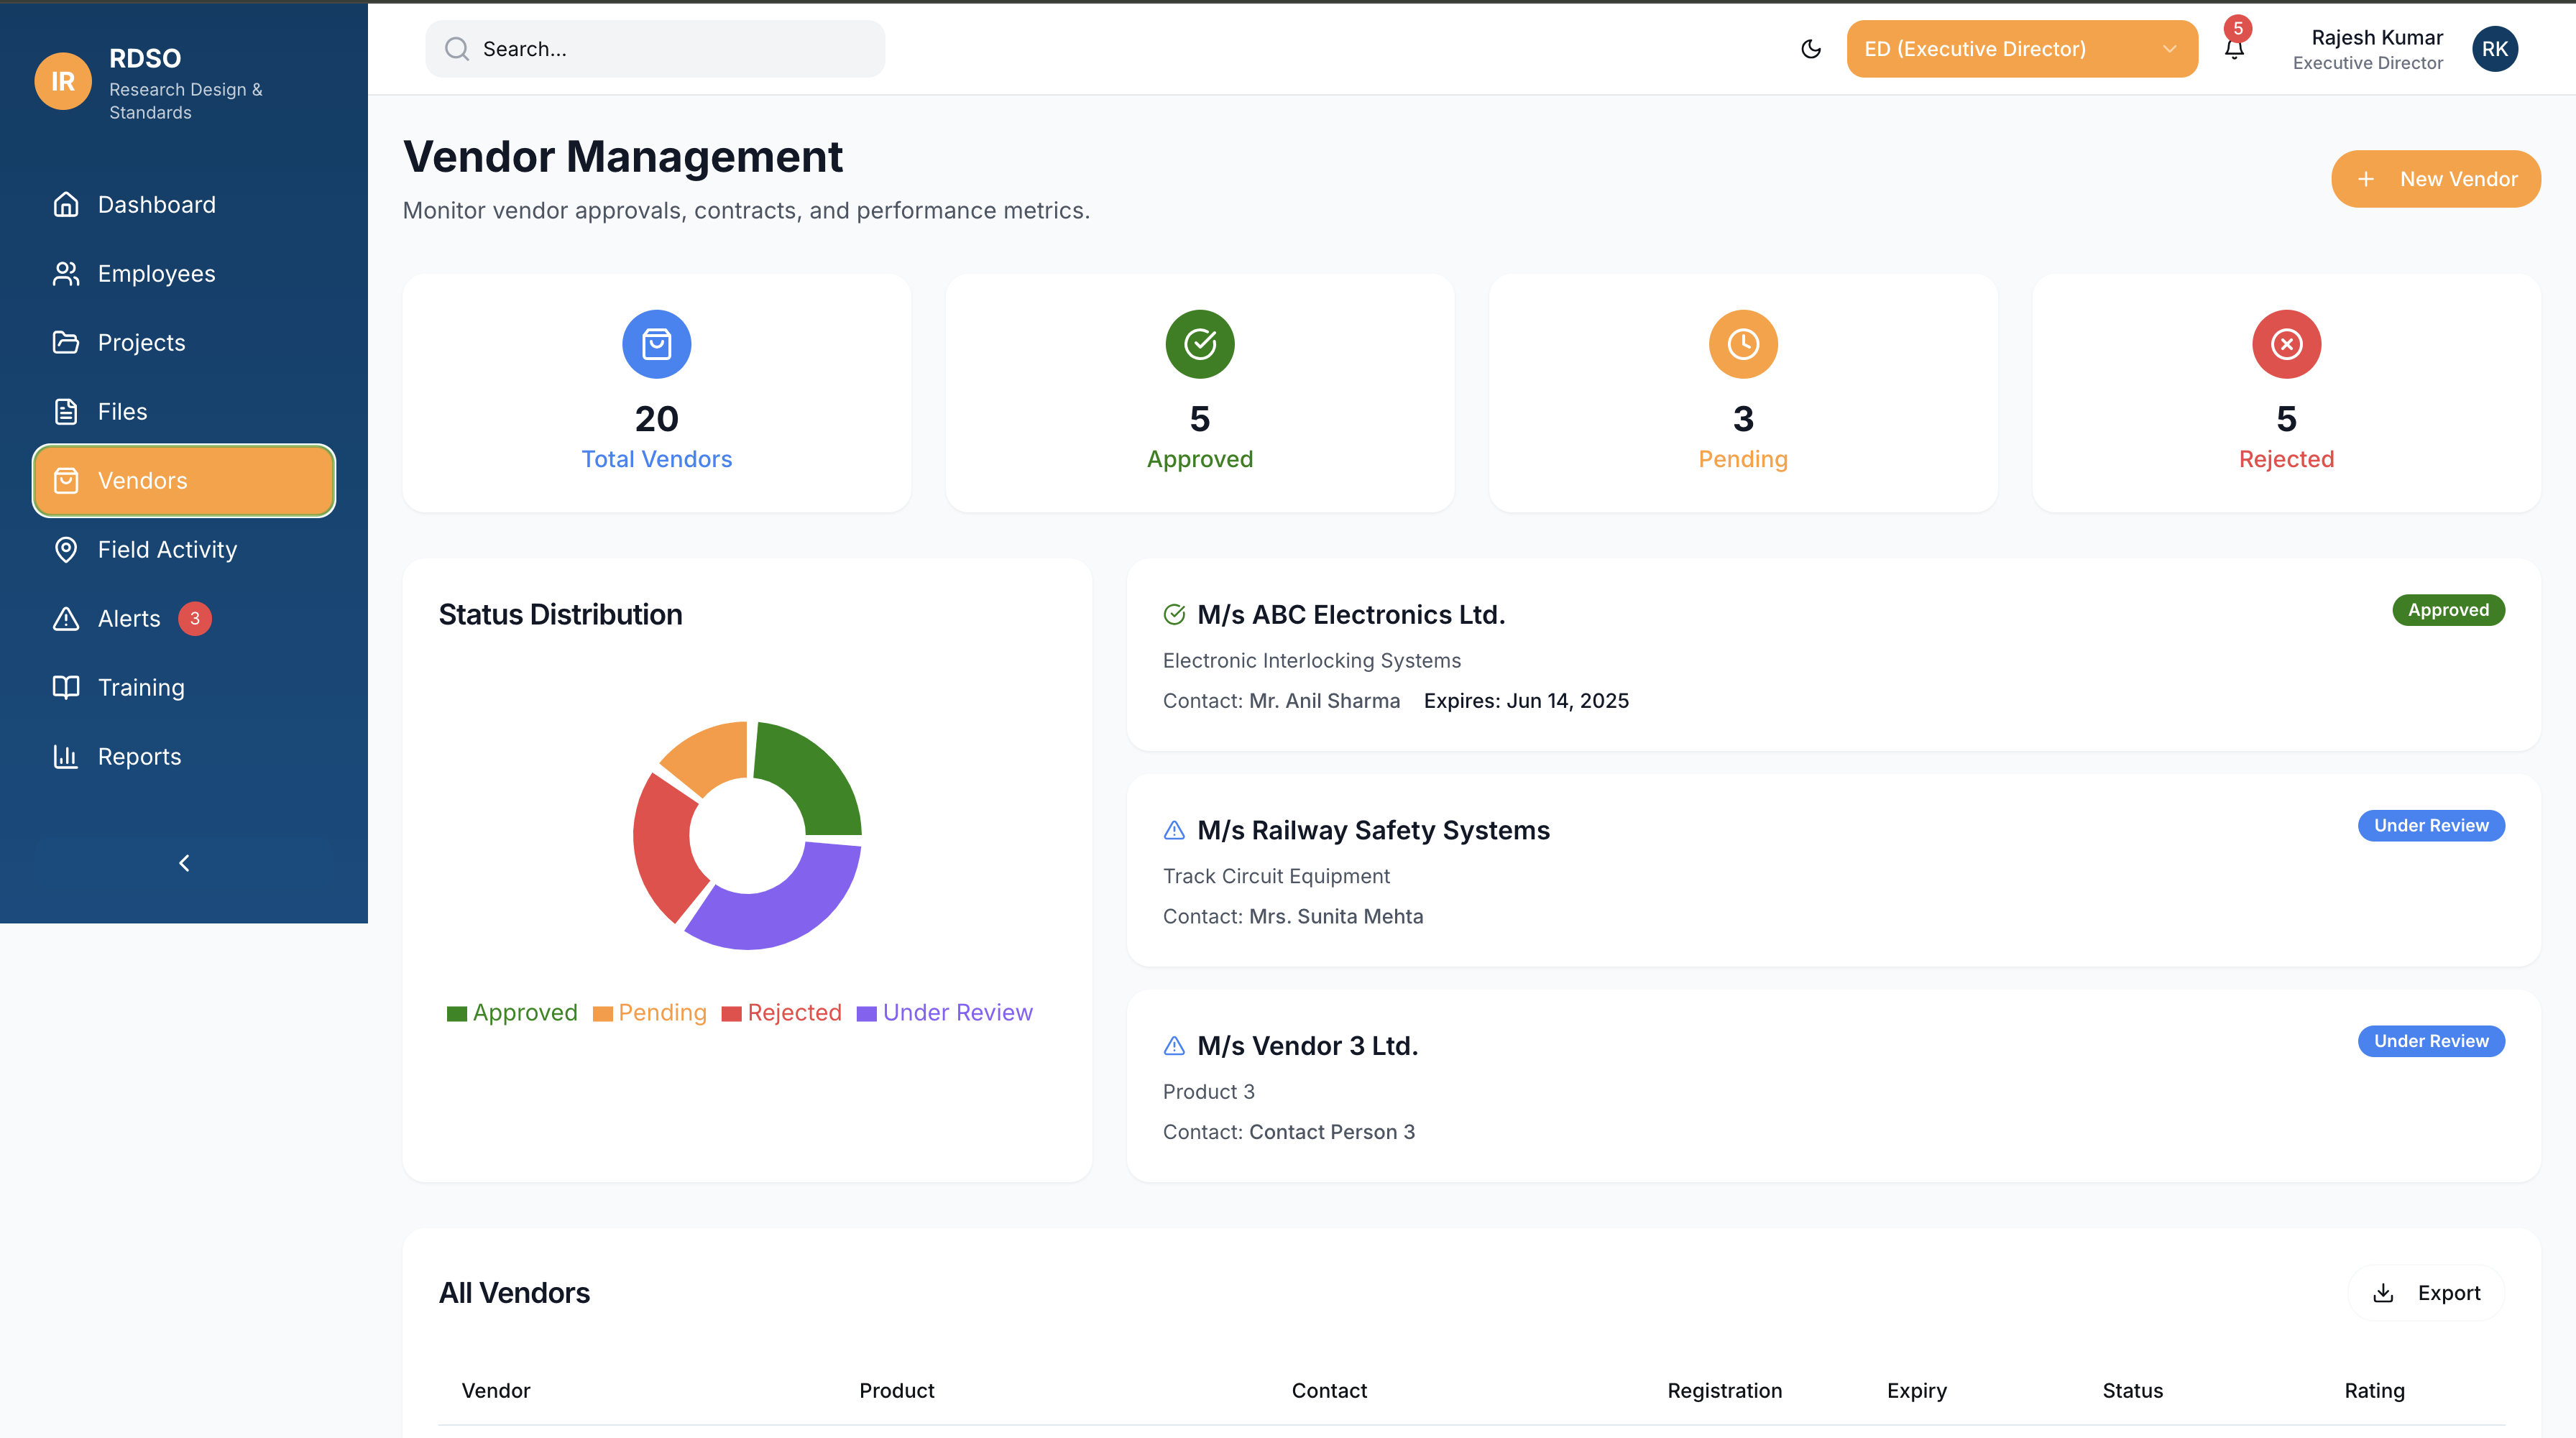 IR
RDSO
Research Design &
Standards
Dashboard
Employees
Projects
Files
Vendors
Field Activity
Alerts 3
Training
Reports
Search...
ED (Executive Director)
5
Rajesh Kumar
Executive Director
RK
Vendor Management
Monitor vendor approvals, contracts, and performance metrics.
New Vendor
20
Total Vendors
5
Approved
3
Pending
5
Rejected
Status Distribution
Approved Pending Rejected Under Review
M/s ABC Electronics Ltd.
Approved
Electronic Interlocking Systems
Contact: Mr. Anil Sharma Expires: Jun 14, 2025
M/s Railway Safety Systems
Under Review
Track Circuit Equipment
Contact: Mrs. Sunita Mehta
M/s Vendor 3 Ltd.
Under Review
Product 3
Contact: Contact Person 3
All Vendors
Export
Vendor Product Contact Registration Expiry Status Rating